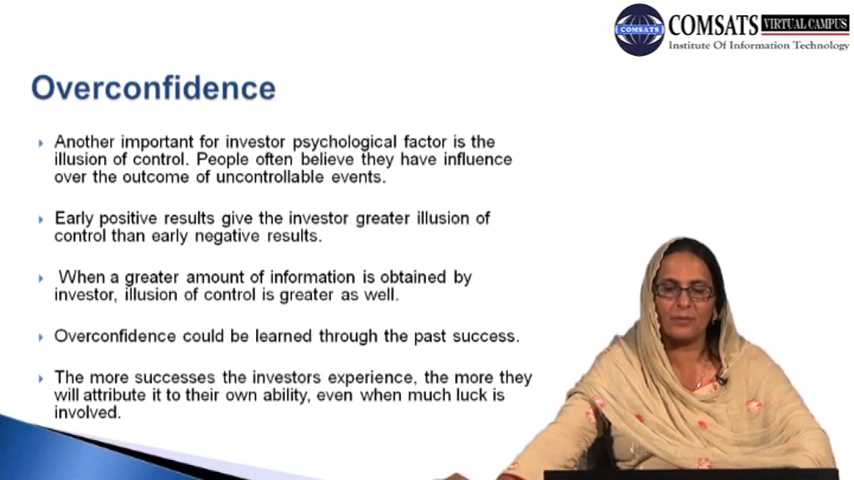 COMSATS
COMSATS VIRTUAL CAMPUS
Institute Of Information Technology
Overconfidence
Another important for investor psychological factor is the
illusion of control. People often believe they have influence
over the outcome of uncontrollable events.
Early positive results give the investor greater illusion of
control than early negative results.
When a greater amount of information is obtained by
investor, illusion of control is greater as well.
Overconfidence could be learned through the past success.
The more successes the investors experience, the more they
will attribute it to their own ability, even when much luck is
involved.